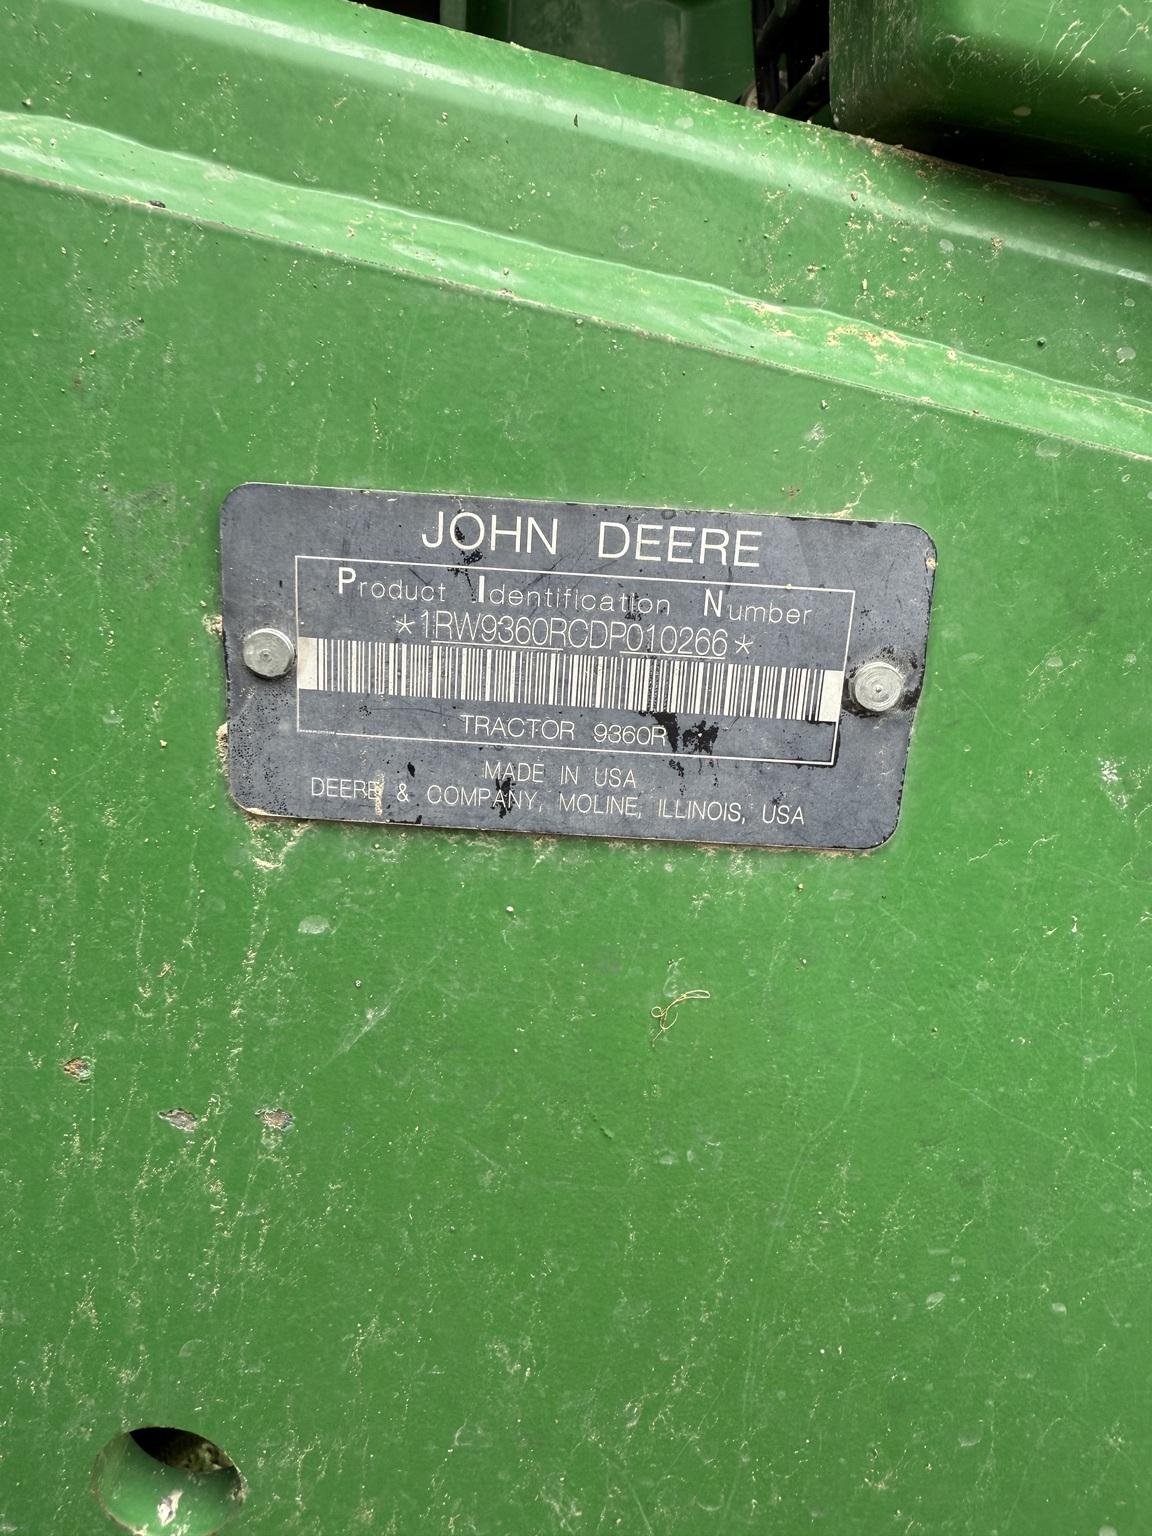 JOHN DEERE
Product Identification Number
*1RW9360RCDP010266*
TRACTOR 9360R
MADE IN USA
DEERE & COMPANY, MOLINE, ILLINOIS, USA